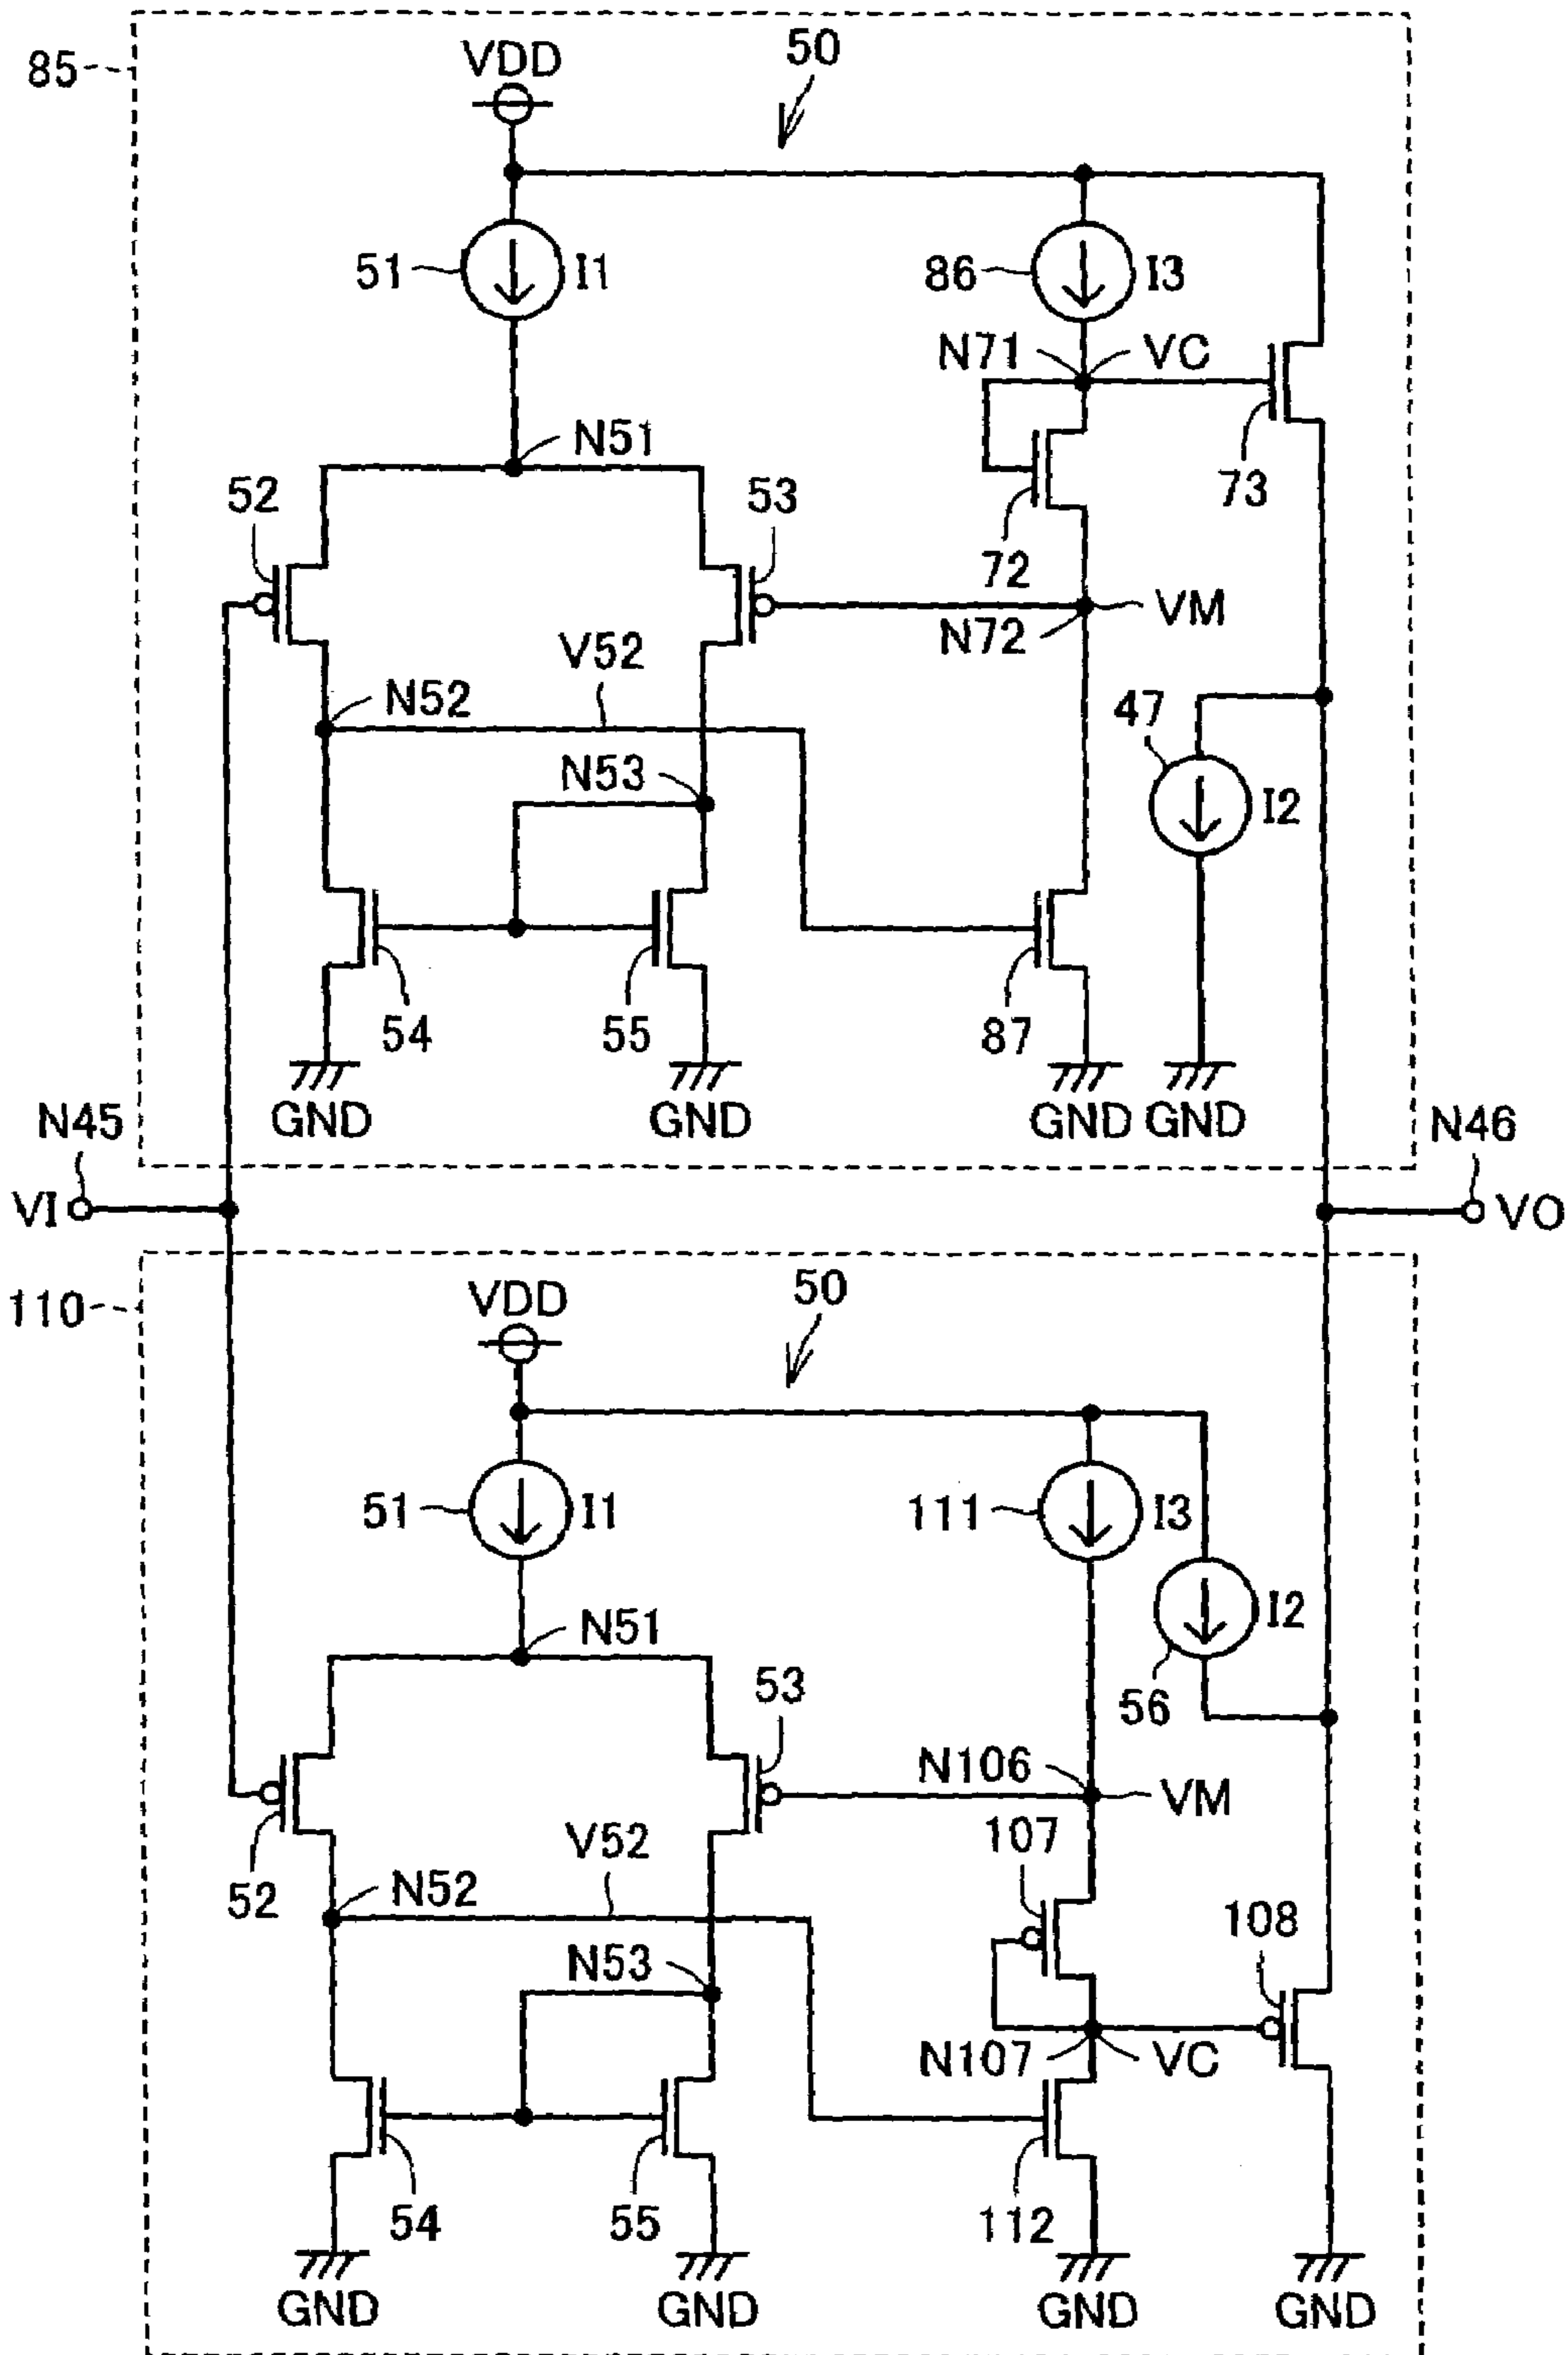 85
VDD
50
51
I1
86
I3
N71
VC
N51
52
53
73
72
VM
N72
V52
N52
47
N53
I2
54
55
87
GND
GND
GND
GND
N45
N46
VI
VO
110
VDD
50
51
I1
111
I3
I2
N51
53
56
N106
VM
107
V52
52
N52
108
N53
N107
VC
54
55
112
GND
GND
GND
GND